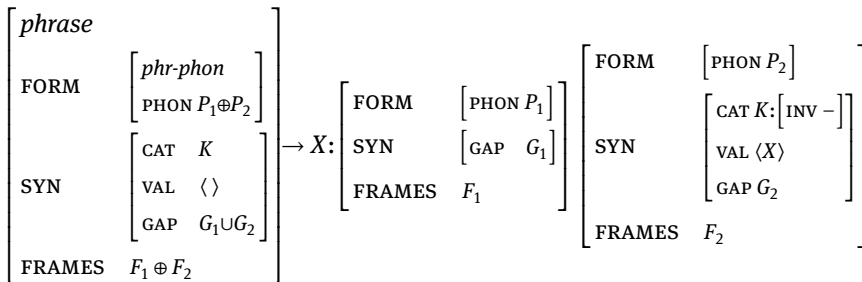 phrase
FORM [phr-phon
PHON P₁⊕P₂]
SYN [CAT K
VAL ⟨ ⟩
GAP G₁∪G₂]
FRAMES F₁ ⊕ F₂
→ X:
FORM [PHON P₁]
SYN [GAP G₁]
FRAMES F₁
FORM [PHON P₂]
SYN [CAT K:[INV −]
VAL ⟨X⟩
GAP G₂]
FRAMES F₂